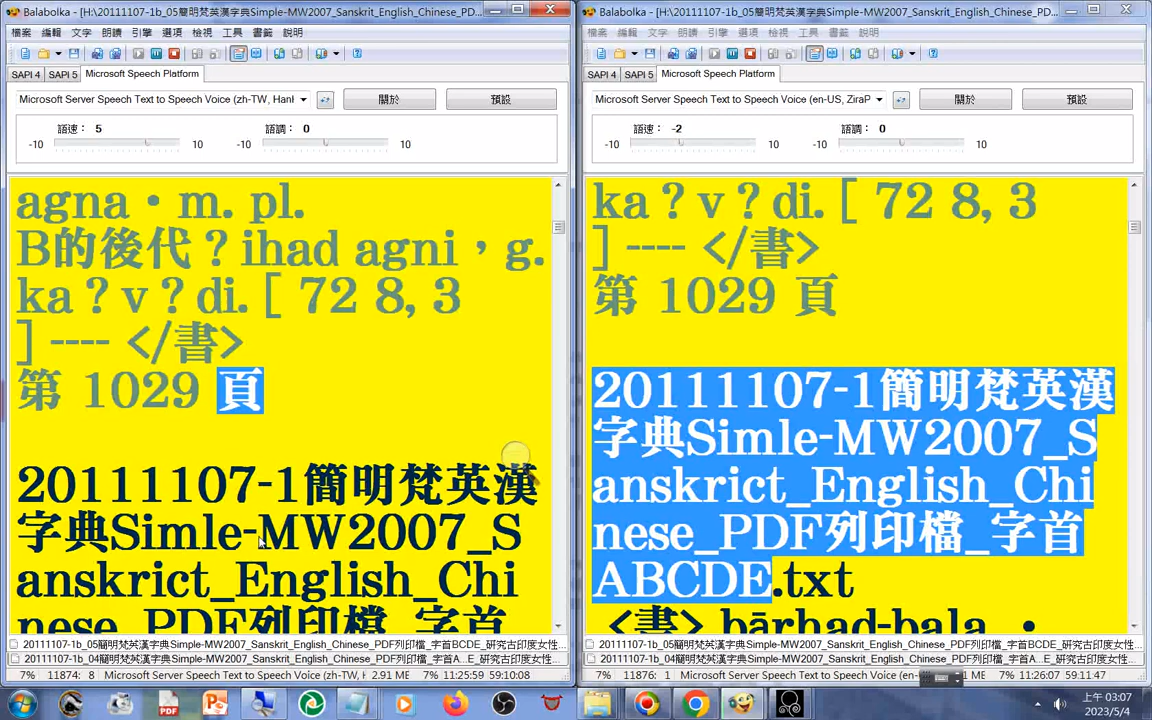 Balabolka - [H:\20111107-1b_05簡明梵英漢字典Simple-MW2007_Sanskrit_English_Chinese_PD...
檔案 編輯 文字 朗讀 引擎 選項 檢視 工具 書籤 說明
SAPI 4 SAPI 5 Microsoft Speech Platform
Microsoft Server Speech Text to Speech Voice (zh-TW, HanI
關於
預設
語速： 5
語調： 0
-10 10 -10 10
agna·m. pl.
B的後代？ihad agni，g.
ka？v？di. [ 72 8, 3
] ---- </書>
第 1029 頁
20111107-1簡明梵英漢
字典Simle-MW2007_S
anskrict_English_Chi
nese_PDF列印檔_字首
20111107-1b_05簡明梵英漢字典Simple-MW2007_Sanskrit_English_Chinese_PDF列印檔_字首BCDE_研究古印度女性...
20111107-1b_04簡明梵英漢字典Simple-MW2007_Sanskrit_English_Chinese_PDF列印檔_字首A...E_研究古印度女性...
7% 11874: 8 Microsoft Server Speech Text to Speech Voice (zh-TW, H 2.91 MB 7% 11:25:59 59:10:08
Balabolka - [H:\20111107-1b_05簡明梵英漢字典Simple-MW2007_Sanskrit_English_Chinese_PD...
檔案 編輯 文字 朗讀 引擎 選項 檢視 工具 書籤 說明
SAPI 4 SAPI 5 Microsoft Speech Platform
Microsoft Server Speech Text to Speech Voice (en-US, ZiraP
關於
預設
語速： -2
語調： 0
-10 10 -10 10
ka？v？di. [ 72 8, 3
] ---- </書>
第 1029 頁
20111107-1簡明梵英漢
字典Simle-MW2007_S
anskrict_English_Chi
nese_PDF列印檔_字首
ABCDE.txt
<書> bārhad-bala ·
20111107-1b_05簡明梵英漢字典Simple-MW2007_Sanskrit_English_Chinese_PDF列印檔_字首BCDE_研究古印度女性...
20111107-1b_04簡明梵英漢字典Simple-MW2007_Sanskrit_English_Chinese_PDF列印檔_字首A...E_研究古印度女性...
7% 11876: 1 Microsoft Server Speech Text to Speech Voice 7% 11:26:07 59:11:47
PDF
上午 03:07
2023/5/4